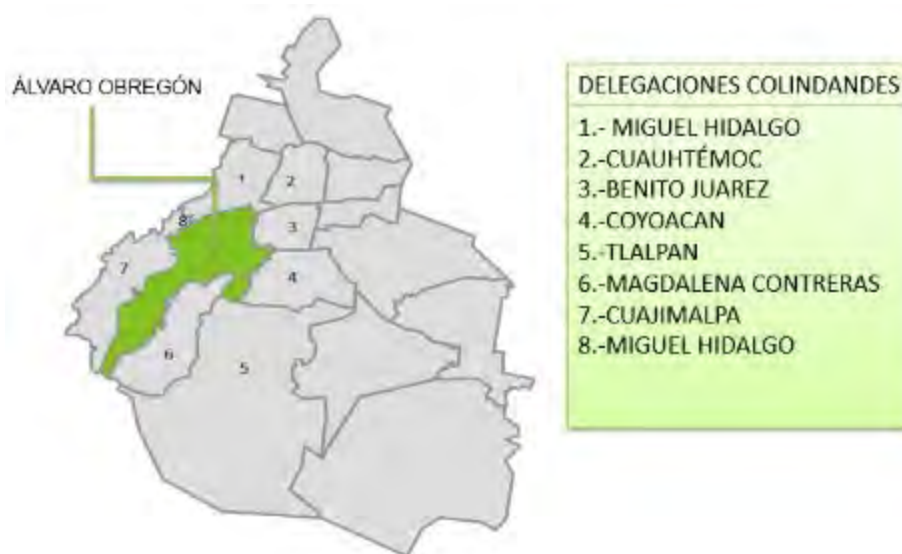 ÁLVARO OBREGÓN
DELEGACIONES COLINDANDES
1.- MIGUEL HIDALGO
2.-CUAUHTÉMOC
3.-BENITO JUAREZ
4.-COYOACAN
5.-TLALPAN
6.-MAGDALENA CONTRERAS
7.-CUAJIMALPA
8.-MIGUEL HIDALGO
1
2
8
3
7
4
6
5